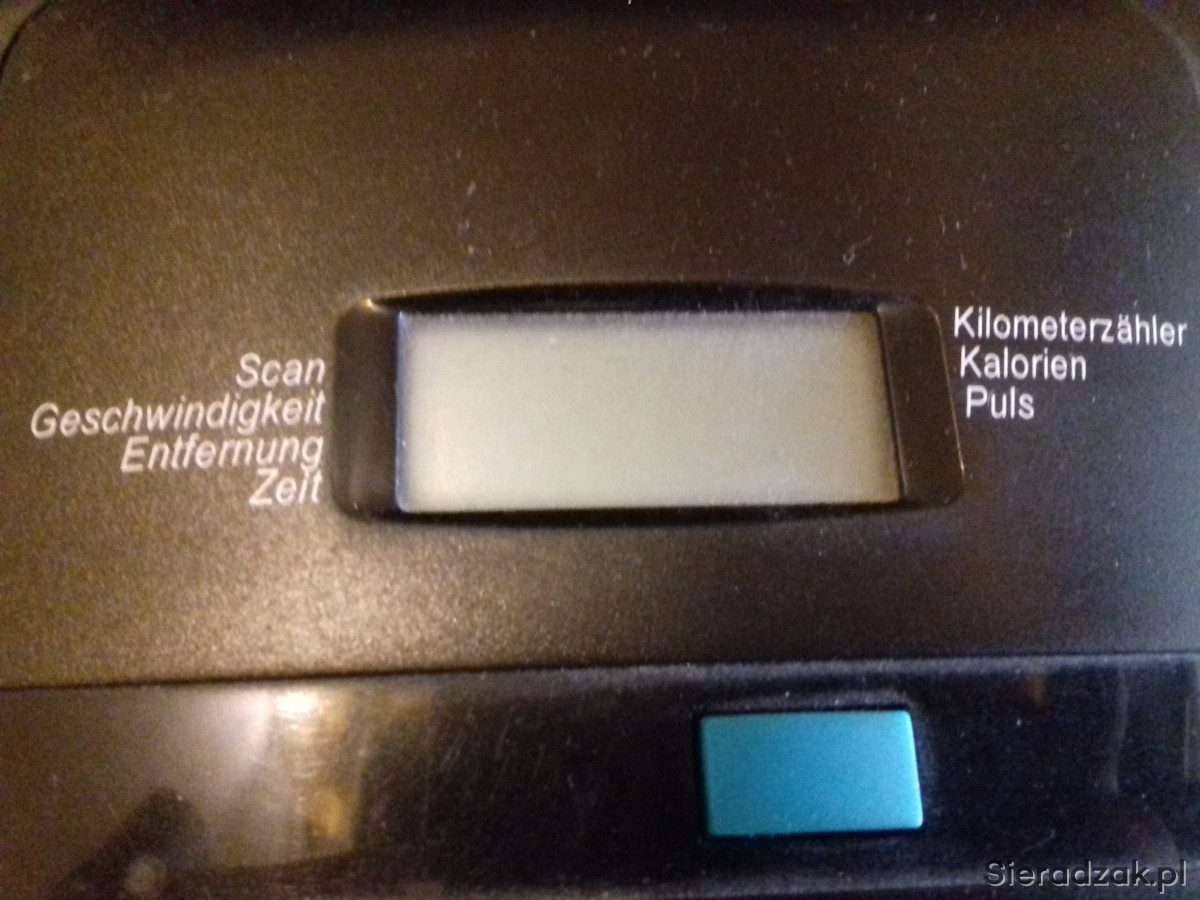 Scan
Geschwindigkeit
Entfernung
Zeit
Kilometerzähler
Kalorien
Puls
Sieradzak.pl